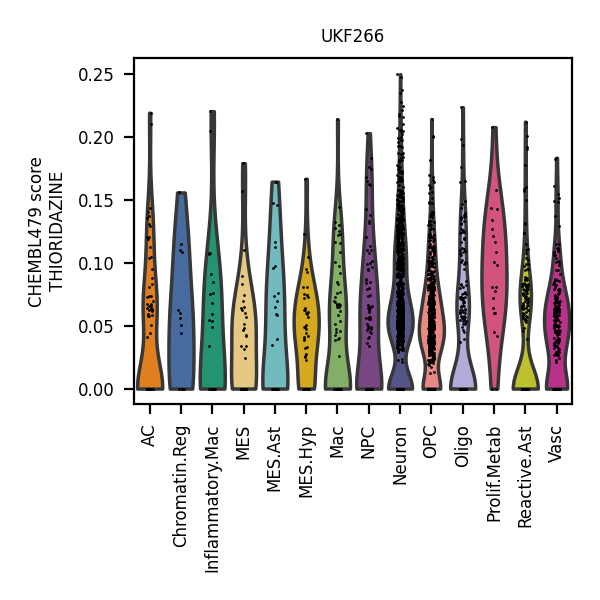 UKF266
CHEMBL479 score
THIORIDAZINE
0.25
0.20
0.15
0.10
0.05
0.00
AC
Chromatin.Reg
Inflammatory.Mac
MES
MES.Ast
MES.Hyp
Mac
NPC
Neuron
OPC
Oligo
Prolif.Metab
Reactive.Ast
Vasc